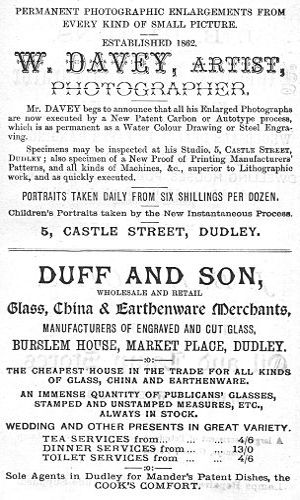 PERMANENT PHOTOGRAPHIC ENLARGEMENTS FROM
EVERY KIND OF SMALL PICTURE.
ESTABLISHED 1862.
W. DAVEY, ARTIST,
PHOTOGRAPHER.
Mr. DAVEY begs to announce that all his Enlarged Photographs
are now executed by a New Patent Carbon or Autotype process,
which is as permanent as a Water Colour Drawing or Steel Engrav-
ing.
Specimens may be inspected at his Studio, 5, CASTLE STREET,
DUDLEY; also specimen of a New Proof of Printing Manufacturers'
Patterns, and all kinds of Machines, &c., superior to Lithographic
work, and as quickly executed.
PORTRAITS TAKEN DAILY FROM SIX SHILLINGS PER DOZEN.
Children's Portraits taken by the New Instantaneous Process.
5, CASTLE STREET, DUDLEY.
DUFF AND SON,
WHOLESALE AND RETAIL
Glass, China & Earthenware Merchants,
MANUFACTURERS OF ENGRAVED AND CUT GLASS,
BURSLEM HOUSE, MARKET PLACE, DUDLEY.
—:o:—
THE CHEAPEST HOUSE IN THE TRADE FOR ALL KINDS
OF GLASS, CHINA AND EARTHENWARE.
AN IMMENSE QUANTITY OF PUBLICANS' GLASSES,
STAMPED AND UNSTAMPED MEASURES, ETC.,
ALWAYS IN STOCK.
WEDDING AND OTHER PRESENTS IN GREAT VARIETY.
TEA SERVICES from... ... ... 4/6
DINNER SERVICES from... ... 13/0
TOILET SERVICES from ... ... 4/6
—:o:—
Sole Agents in Dudley for Mander's Patent Dishes, the
COOK'S COMFORT.